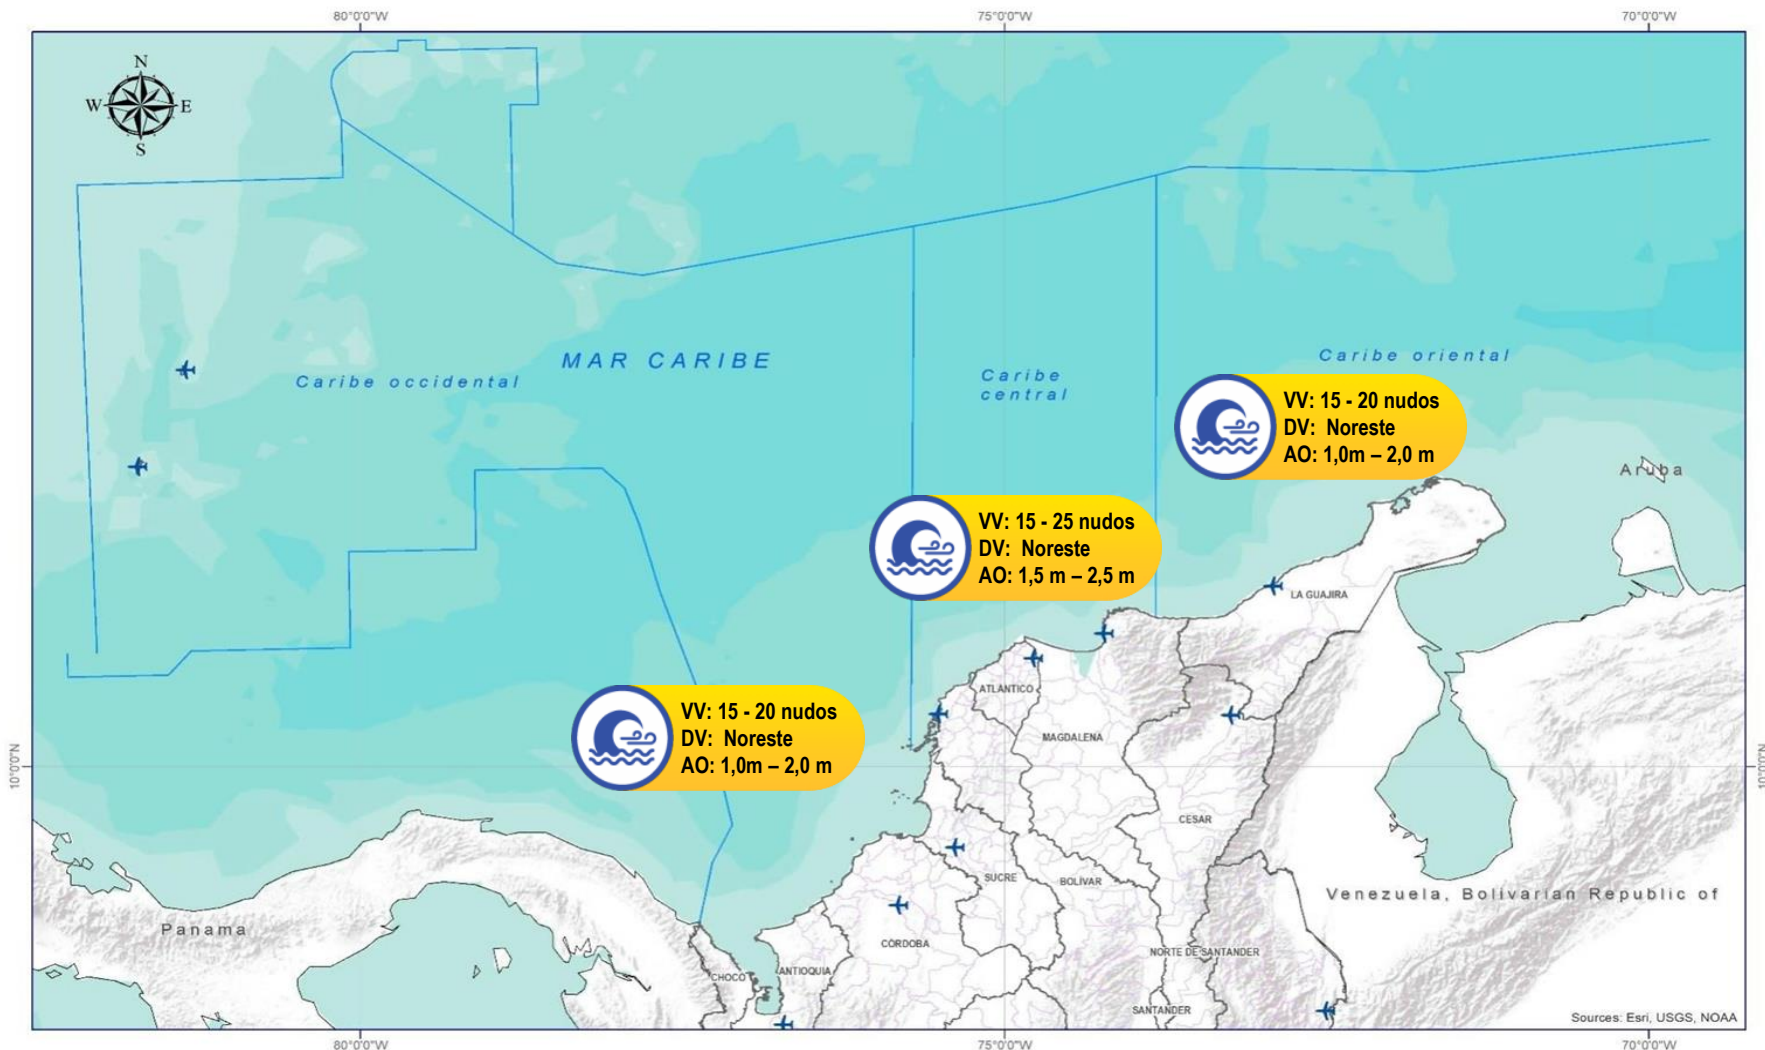 80°0'0"W
75°0'0"W
70°0'0"W
N
W
E
S
MAR CARIBE
Caribe occidental
Caribe
central
Caribe oriental
VV: 15 - 20 nudos
DV: Noreste
AO: 1,0m – 2,0 m
Aruba
VV: 15 - 25 nudos
DV: Noreste
AO: 1,5 m – 2,5 m
LA GUAJIRA
ATLANTICO
VV: 15 - 20 nudos
DV: Noreste
AO: 1,0m – 2,0 m
MAGDALENA
10°0'0"N
10°0'0"N
CESAR
SUCRE
BOLÍVAR
Venezuela, Bolivarian Republic of
Panama
CÓRDOBA
NORTE DE SANTANDER
CHOCO
ANTIOQUIA
SANTANDER
Sources: Esri, USGS, NOAA
80°0'0"W
75°0'0"W
70°0'0"W